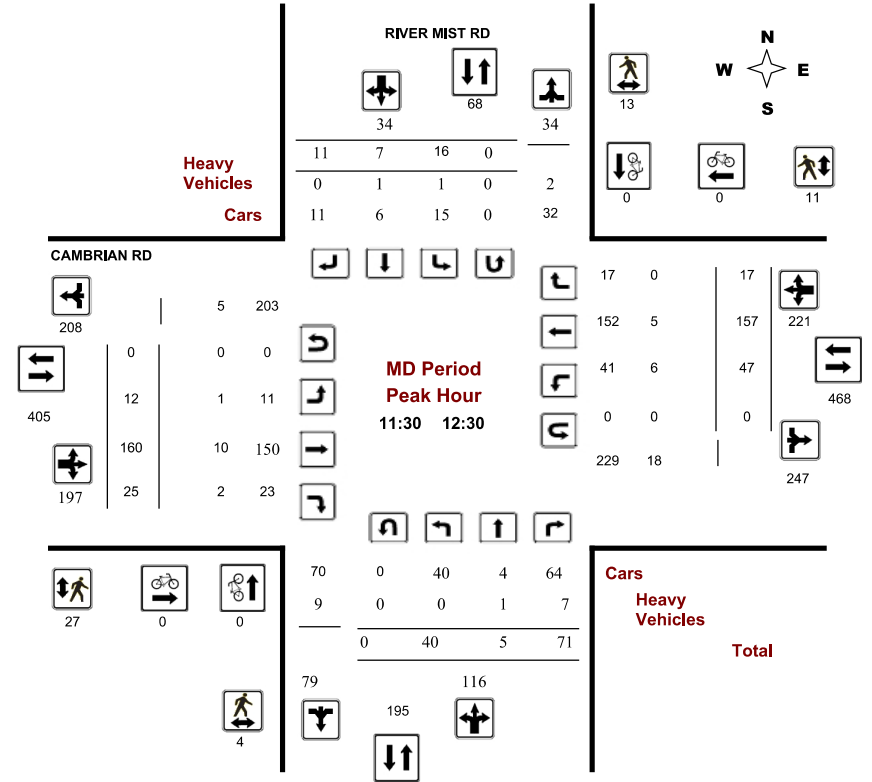 RIVER MIST RD
N
W E
S
68
13
34 34
11 7 16 0
Heavy
Vehicles
0 1 1 0 2
Cars
11 6 15 0 32
0 0 11
CAMBRIAN RD
208
5 203
17 0 17
152 5 157 221
0 0 0
405
12 1 11
MD Period
Peak Hour
11:30 12:30
41 6 47
468
160 10 150
0 0 0
197
25 2 23
229 18
247
70 0 40 4 64
Cars
9 0 0 1 7
Heavy
Vehicles
27 0 0
0 40 5 71
Total
79 116
195
4